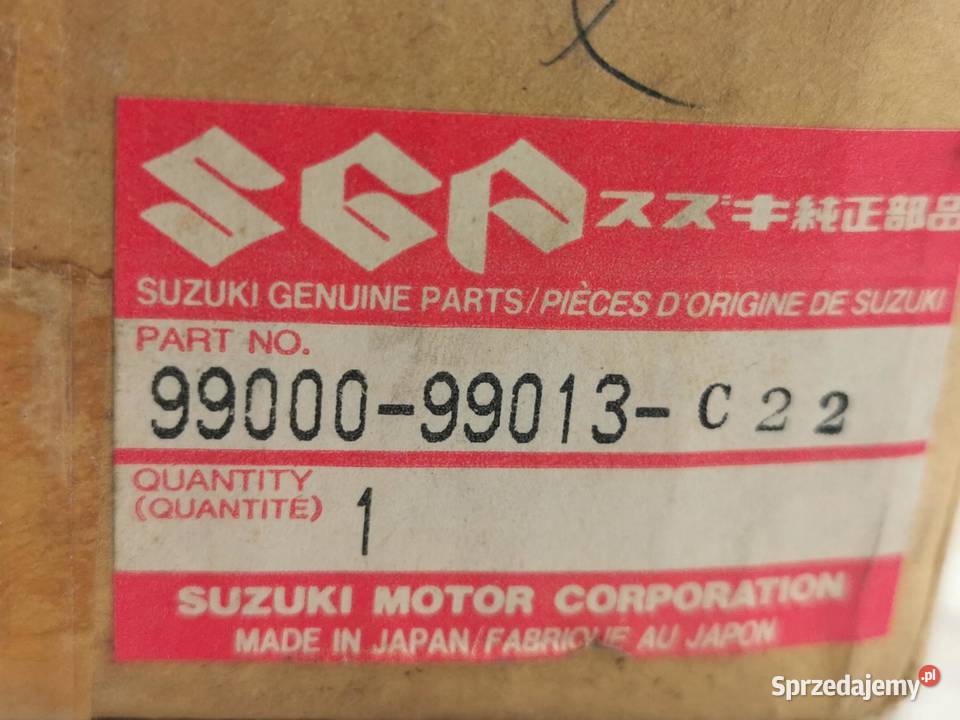 SGP スズキ純正部品
SUZUKI GENUINE PARTS/PIÈCES D'ORIGINE DE SUZUKI
PART NO.
99000-99013-C22
QUANTITY
(QUANTITÉ) 1
SUZUKI MOTOR CORPORATION
MADE IN JAPAN/FABRIQUE AU JAPON
Sprzedajemy.pl